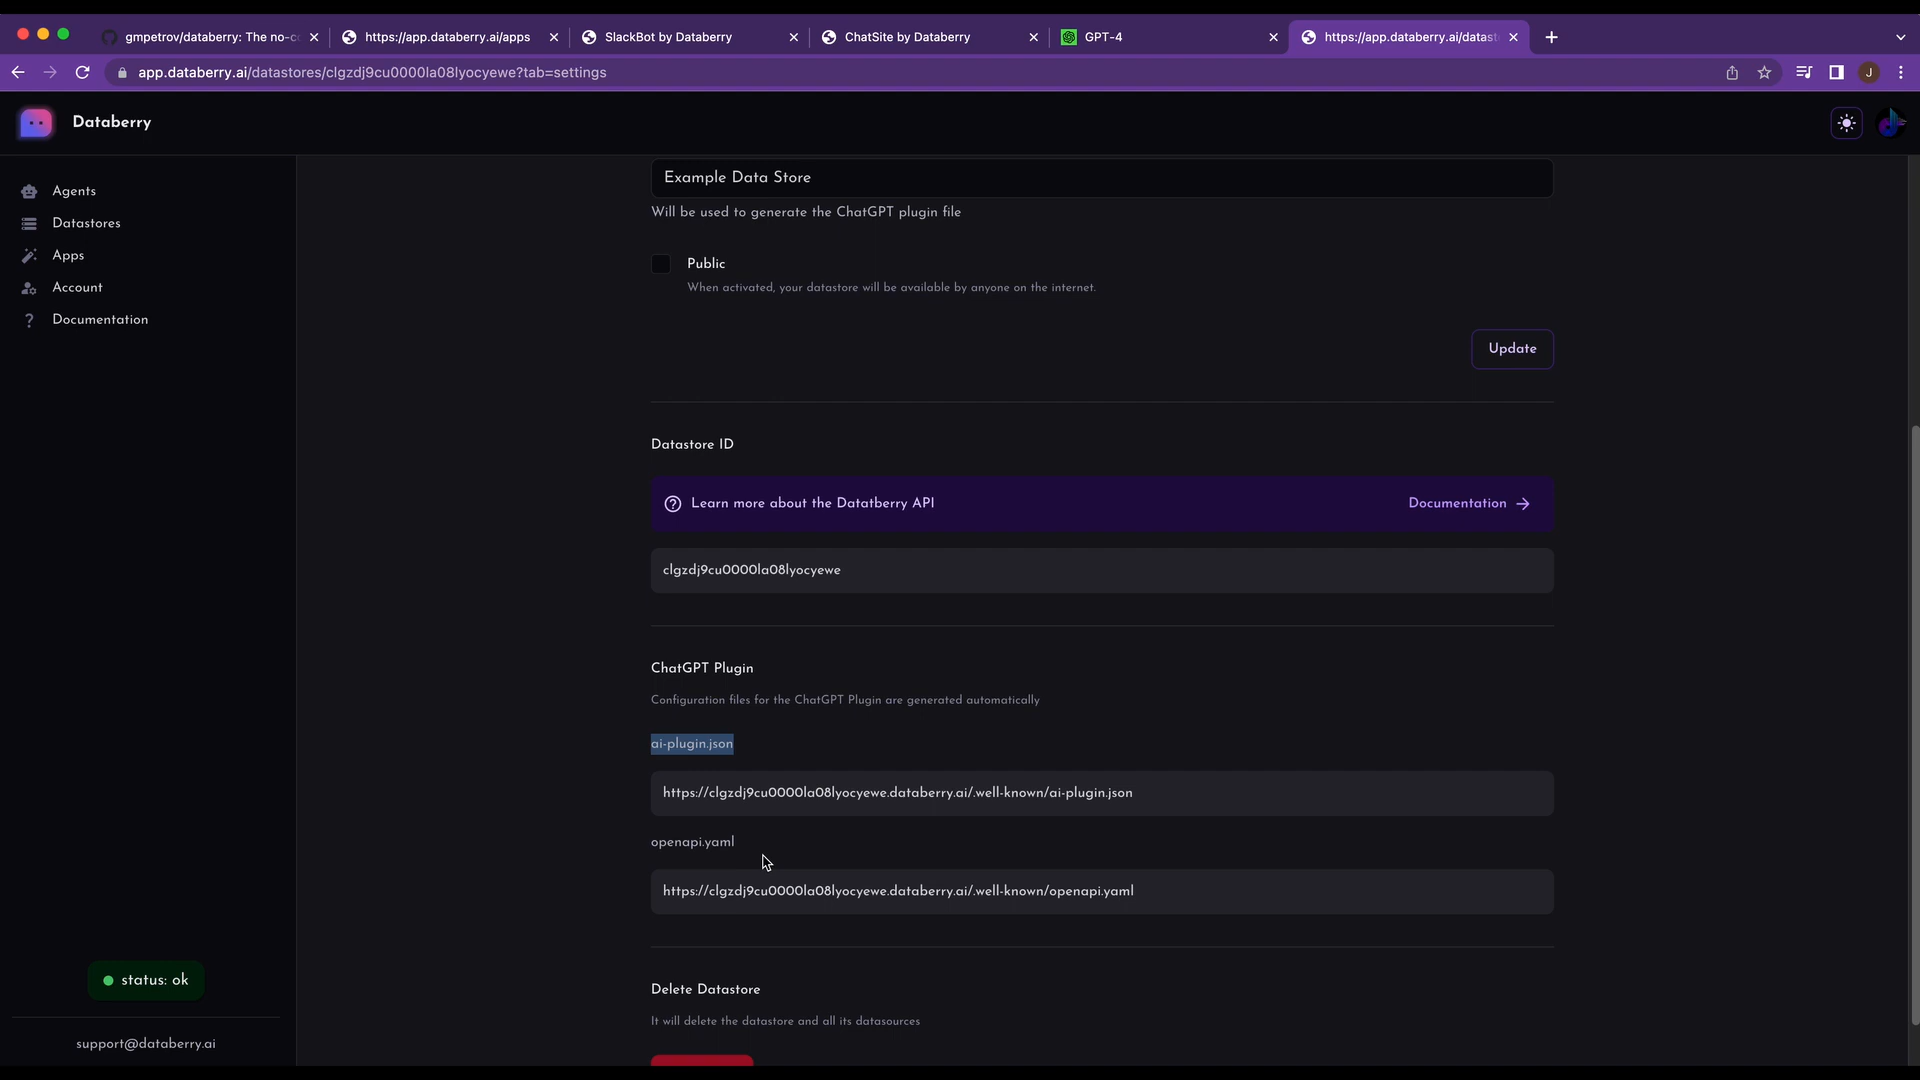 gmpetrov/databerry: The no-c
https://app.databerry.ai/apps
SlackBot by Databerry
ChatSite by Databerry
GPT-4
https://app.databerry.ai/datast
app.databerry.ai/datastores/clgzdj9cu0000la08lyocyewe?tab=settings
J
Databerry
Agents
Datastores
Apps
Account
Documentation
Example Data Store
Will be used to generate the ChatGPT plugin file
Public
When activated, your datastore will be available by anyone on the internet.
Update
Datastore ID
Learn more about the Datatberry API
Documentation
clgzdj9cu0000la08lyocyewe
ChatGPT Plugin
Configuration files for the ChatGPT Plugin are generated automatically
ai-plugin.json
https://clgzdj9cu0000la08lyocyewe.databerry.ai/.well-known/ai-plugin.json
openapi.yaml
https://clgzdj9cu0000la08lyocyewe.databerry.ai/.well-known/openapi.yaml
Delete Datastore
It will delete the datastore and all its datasources
status: ok
support@databerry.ai